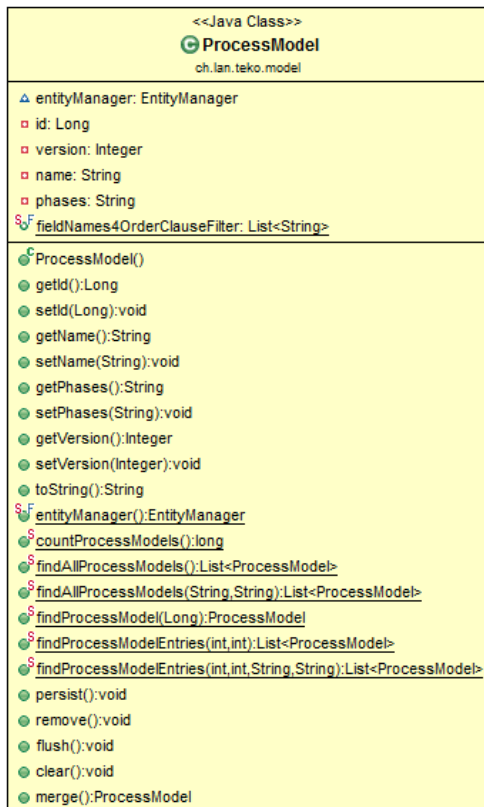 <<Java Class>>
ProcessModel
ch.lan.teko.model
entityManager: EntityManager
id: Long
version: Integer
name: String
phases: String
fieldNames4OrderClauseFilter: List<String>
ProcessModel()
getId():Long
setId(Long):void
getName():String
setName(String):void
getPhases():String
setPhases(String):void
getVersion():Integer
setVersion(Integer):void
toString():String
entityManager():EntityManager
countProcessModels():long
findAllProcessModels():List<ProcessModel>
findAllProcessModels(String,String):List<ProcessModel>
findProcessModel(Long):ProcessModel
findProcessModelEntries(int,int):List<ProcessModel>
findProcessModelEntries(int,int,String,String):List<ProcessModel>
persist():void
remove():void
flush():void
clear():void
merge():ProcessModel